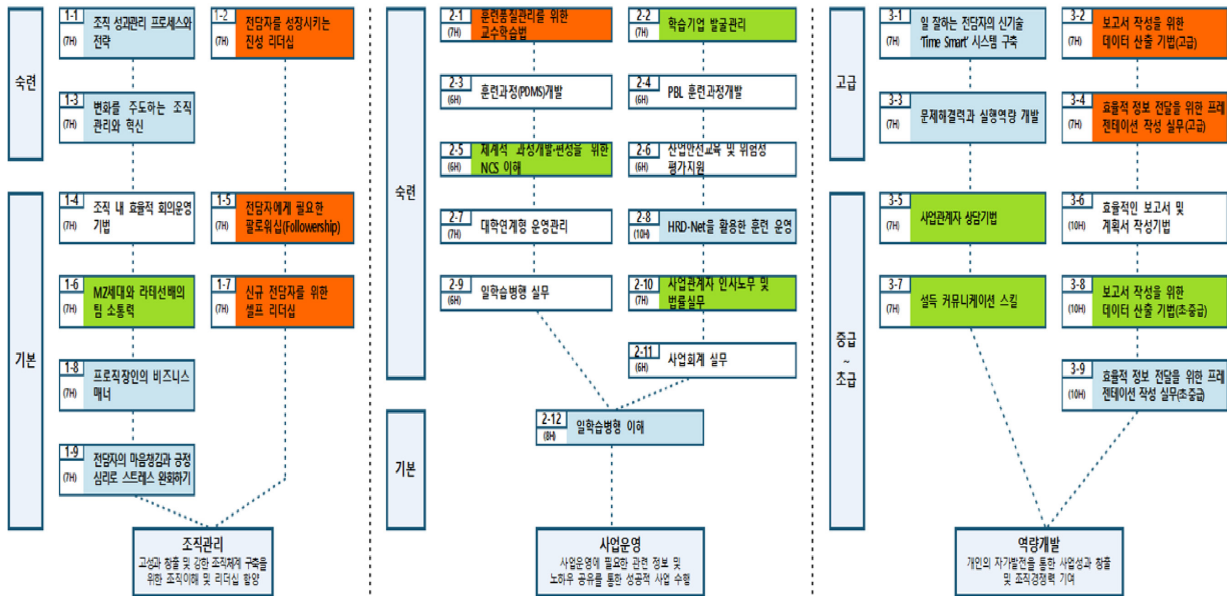 숙련
1-1
(7H)
조직 성과관리 프로세스와
전략
1-2
(7H)
전담자를 성장시키는
진성 리더십
1-3
(7H)
변화를 주도하는 조직
관리와 혁신
기본
1-4
(7H)
조직 내 효율적 회의운영
기법
1-5
(7H)
전담자에게 필요한
팔로워십(Followership)
1-6
(7H)
MZ세대와 라떼선배의
팀 소통력
1-7
(7H)
신규 전담자를 위한
셀프 리더십
1-8
(7H)
프로직장인의 비즈니스
매너
1-9
(7H)
전담자의 마음챙김과 긍정
심리로 스트레스 완화하기
조직관리
고성과 창출 및 강한 조직체계 구축을
위한 조직이해 및 리더십 함양
숙련
2-1
(7H)
훈련품질관리를 위한
교수학습법
2-2
(7H)
학습기업 발굴관리
2-3
(6H)
훈련과정(PDMS)개발
2-4
(6H)
PBL 훈련과정개발
2-5
(6H)
체계적 과정개발·편성을 위한
NCS 이해
2-6
(6H)
산업안전교육 및 위험성
평가지원
2-7
(7H)
대학연계형 운영관리
2-8
(10H)
HRD-Net을 활용한 훈련 운영
2-9
(6H)
일학습병행 실무
2-10
(7H)
사업관계자 인사노무 및
법률실무
2-11
(6H)
사업회계 실무
기본
2-12
(8H)
일학습병행 이해
사업운영
사업운영에 필요한 관련 정보 및
노하우 공유를 통한 성공적 사업 수행
고급
3-1
(7H)
일 잘하는 전담자의 신기술
'Time Smart' 시스템 구축
3-2
(7H)
보고서 작성을 위한
데이터 산출 기법(고급)
3-3
(7H)
문제해결력과 실행역량 개발
3-4
(7H)
효율적 정보 전달을 위한 프레
젠테이션 작성 실무(고급)
중급
~
초급
3-5
(7H)
사업관계자 상담기법
3-6
(10H)
효율적인 보고서 및
계획서 작성기법
3-7
(7H)
설득 커뮤니케이션 스킬
3-8
(10H)
보고서 작성을 위한
데이터 산출 기법(초·중급)
3-9
(10H)
효율적 정보 전달을 위한 프레
젠테이션 작성 실무(초·중급)
역량개발
개인의 자기발전을 통한 사업성과 창출
및 조직경쟁력 기여